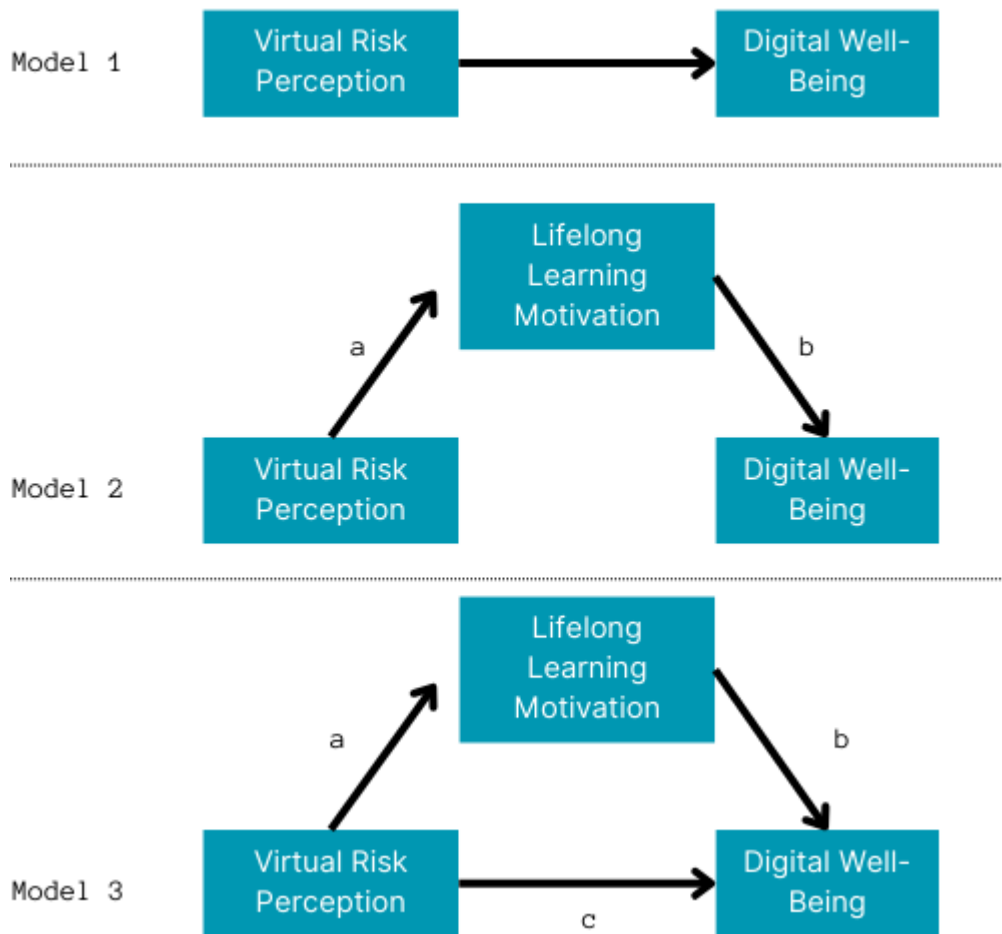 Model 1
Virtual Risk
Perception
Digital Well-
Being
Lifelong
Learning
Motivation
a
b
Model 2
Virtual Risk
Perception
Digital Well-
Being
Lifelong
Learning
Motivation
a
b
Model 3
Virtual Risk
Perception
c
Digital Well-
Being